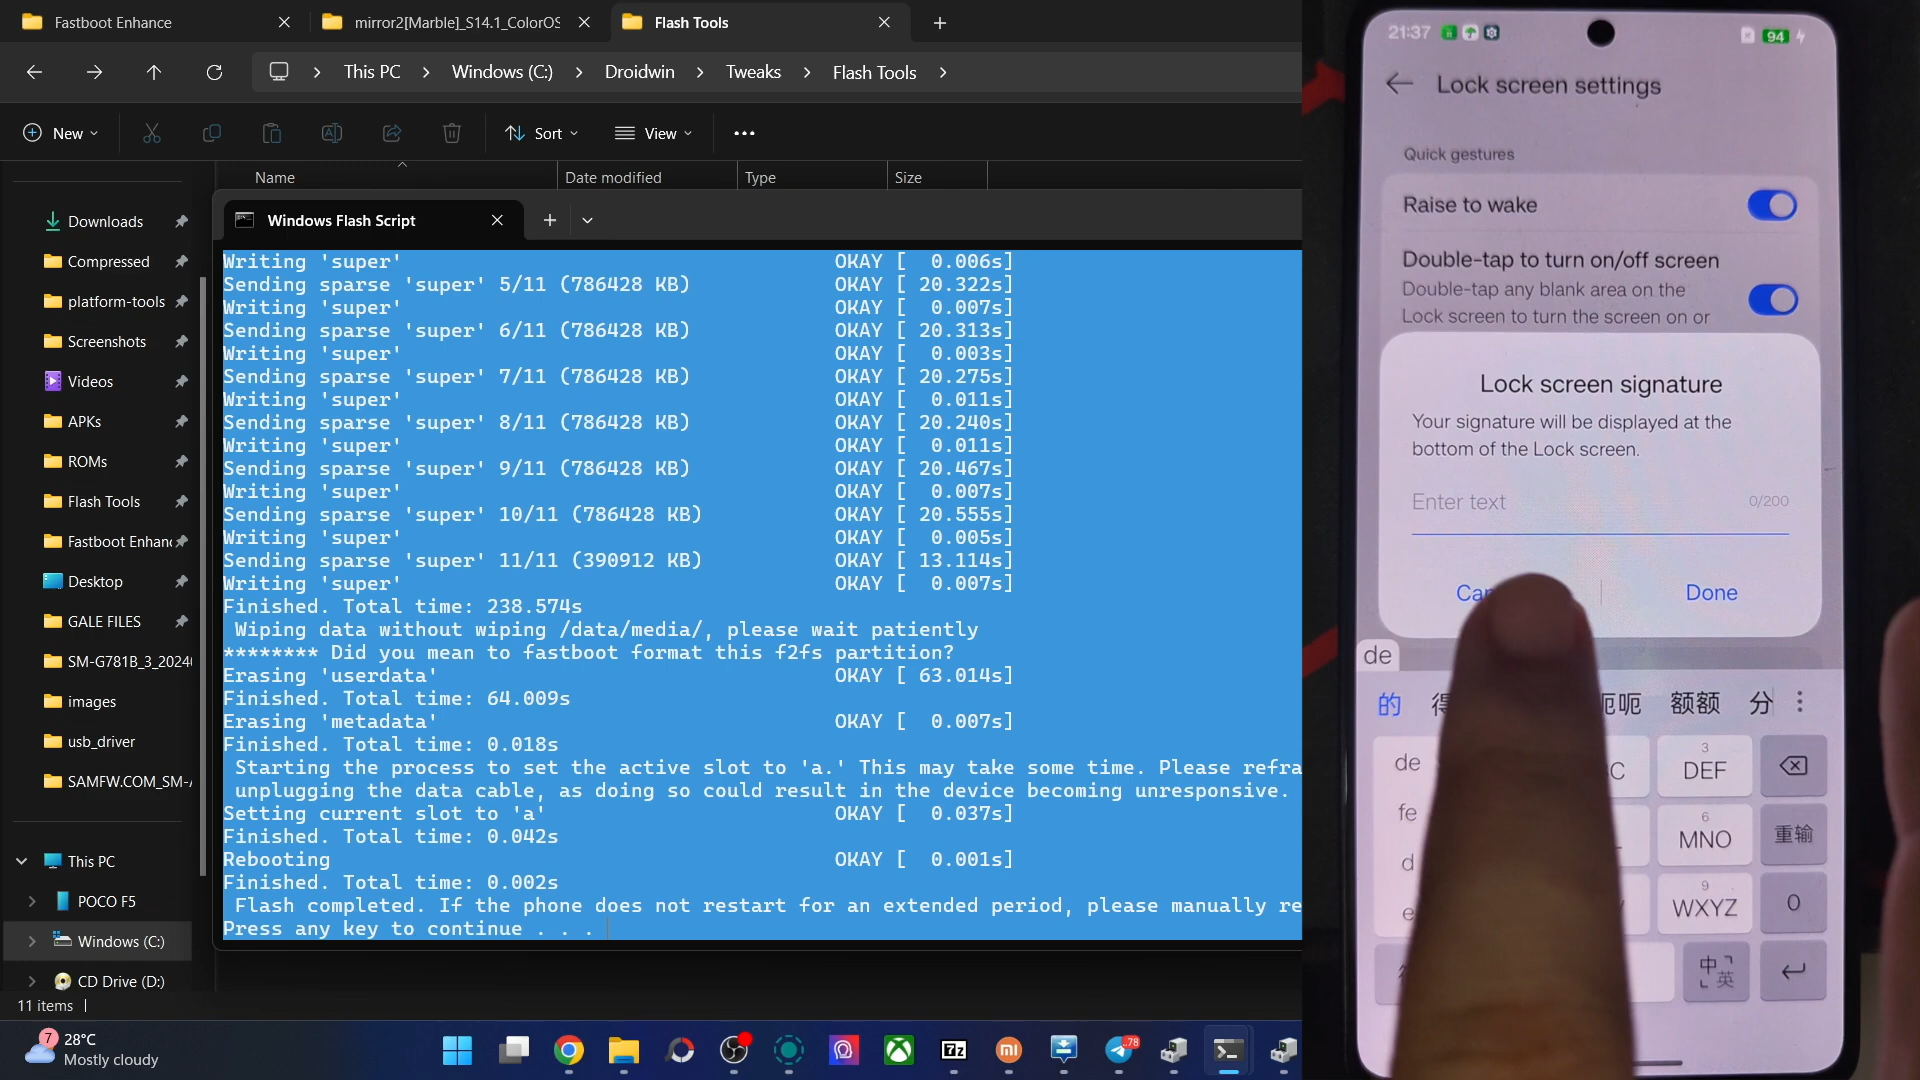 Fastboot Enhance
mirror2[Marble]_S14.1_ColorOS
Flash Tools
This PC
Windows (C:)
Droidwin
Tweaks
Flash Tools
New
Sort
View
Name
Date modified
Type
Size
Downloads
Compressed
platform-tools
Screenshots
Videos
APKs
ROMs
Flash Tools
Fastboot Enhanc
Desktop
GALE FILES
SM-G781B_3_2024
images
usb_driver
SAMFW.COM_SM-
This PC
POCO F5
Windows (C:)
CD Drive (D:)
11 items
Windows Flash Script
Writing 'super' OKAY [ 0.006s]
Sending sparse 'super' 5/11 (786428 KB) OKAY [ 20.322s]
Writing 'super' OKAY [ 0.007s]
Sending sparse 'super' 6/11 (786428 KB) OKAY [ 20.313s]
Writing 'super' OKAY [ 0.003s]
Sending sparse 'super' 7/11 (786428 KB) OKAY [ 20.275s]
Writing 'super' OKAY [ 0.011s]
Sending sparse 'super' 8/11 (786428 KB) OKAY [ 20.240s]
Writing 'super' OKAY [ 0.011s]
Sending sparse 'super' 9/11 (786428 KB) OKAY [ 20.467s]
Writing 'super' OKAY [ 0.007s]
Sending sparse 'super' 10/11 (786428 KB) OKAY [ 20.555s]
Writing 'super' OKAY [ 0.005s]
Sending sparse 'super' 11/11 (390912 KB) OKAY [ 13.114s]
Writing 'super' OKAY [ 0.007s]
Finished. Total time: 238.574s
Wiping data without wiping /data/media/, please wait patiently
******** Did you mean to fastboot format this f2fs partition?
Erasing 'userdata' OKAY [ 63.014s]
Finished. Total time: 64.009s
Erasing 'metadata' OKAY [ 0.007s]
Finished. Total time: 0.018s
Starting the process to set the active slot to 'a.' This may take some time. Please refra
unplugging the data cable, as doing so could result in the device becoming unresponsive.
Setting current slot to 'a' OKAY [ 0.037s]
Finished. Total time: 0.042s
Rebooting OKAY [ 0.001s]
Finished. Total time: 0.002s
Flash completed. If the phone does not restart for an extended period, please manually re
Press any key to continue . . .
7
28°C
Mostly cloudy
7z
mi
78
21:37
94
Lock screen settings
Quick gestures
Raise to wake
Double-tap to turn on/off screen
Double-tap any blank area on the
Lock screen to turn the screen on or
Lock screen signature
Your signature will be displayed at the
bottom of the Lock screen.
Enter text 0/200
Can
Done
de
的 得 呃呃 额额 分
de
C
3
DEF
fe
6
MNO
重输
d
e
9
WXYZ
0
中
英